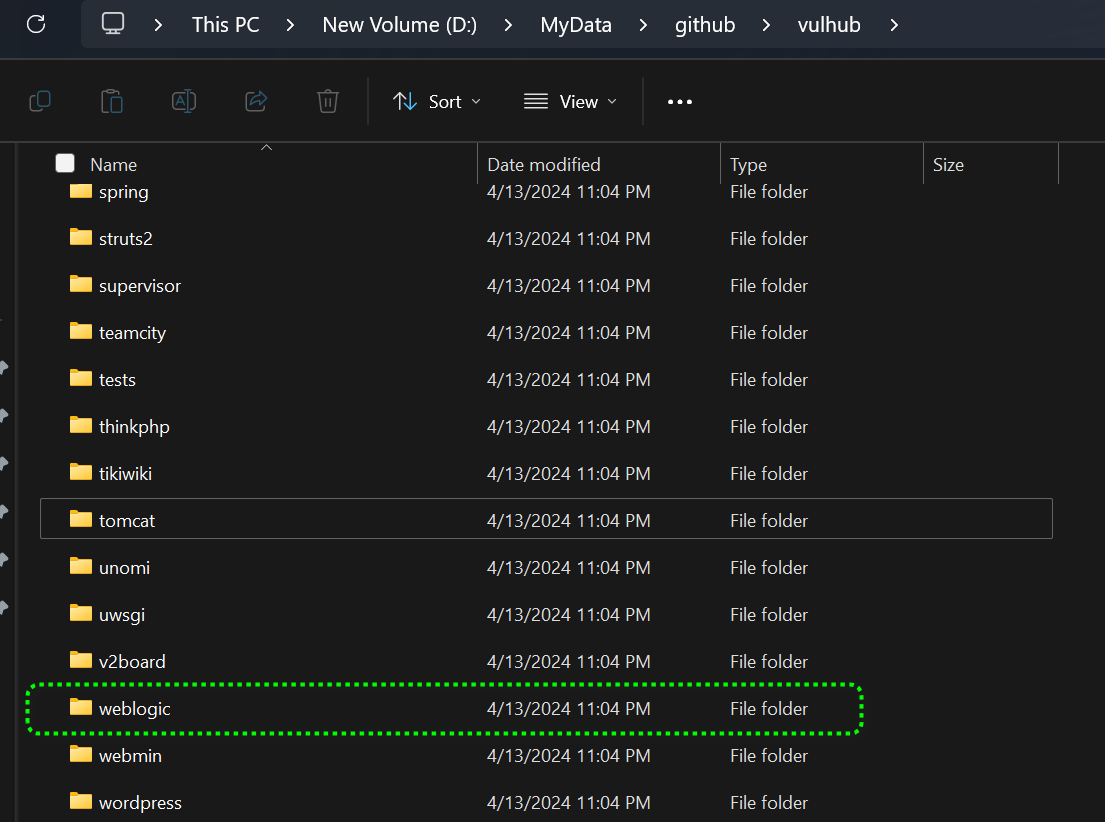 This PC > New Volume (D:) > MyData > github > vulhub >
Sort View
Name Date modified Type Size
spring 4/13/2024 11:04 PM File folder
struts2 4/13/2024 11:04 PM File folder
supervisor 4/13/2024 11:04 PM File folder
teamcity 4/13/2024 11:04 PM File folder
tests 4/13/2024 11:04 PM File folder
thinkphp 4/13/2024 11:04 PM File folder
tikiwiki 4/13/2024 11:04 PM File folder
tomcat 4/13/2024 11:04 PM File folder
unomi 4/13/2024 11:04 PM File folder
uwsgi 4/13/2024 11:04 PM File folder
v2board 4/13/2024 11:04 PM File folder
weblogic 4/13/2024 11:04 PM File folder
webmin 4/13/2024 11:04 PM File folder
wordpress 4/13/2024 11:04 PM File folder